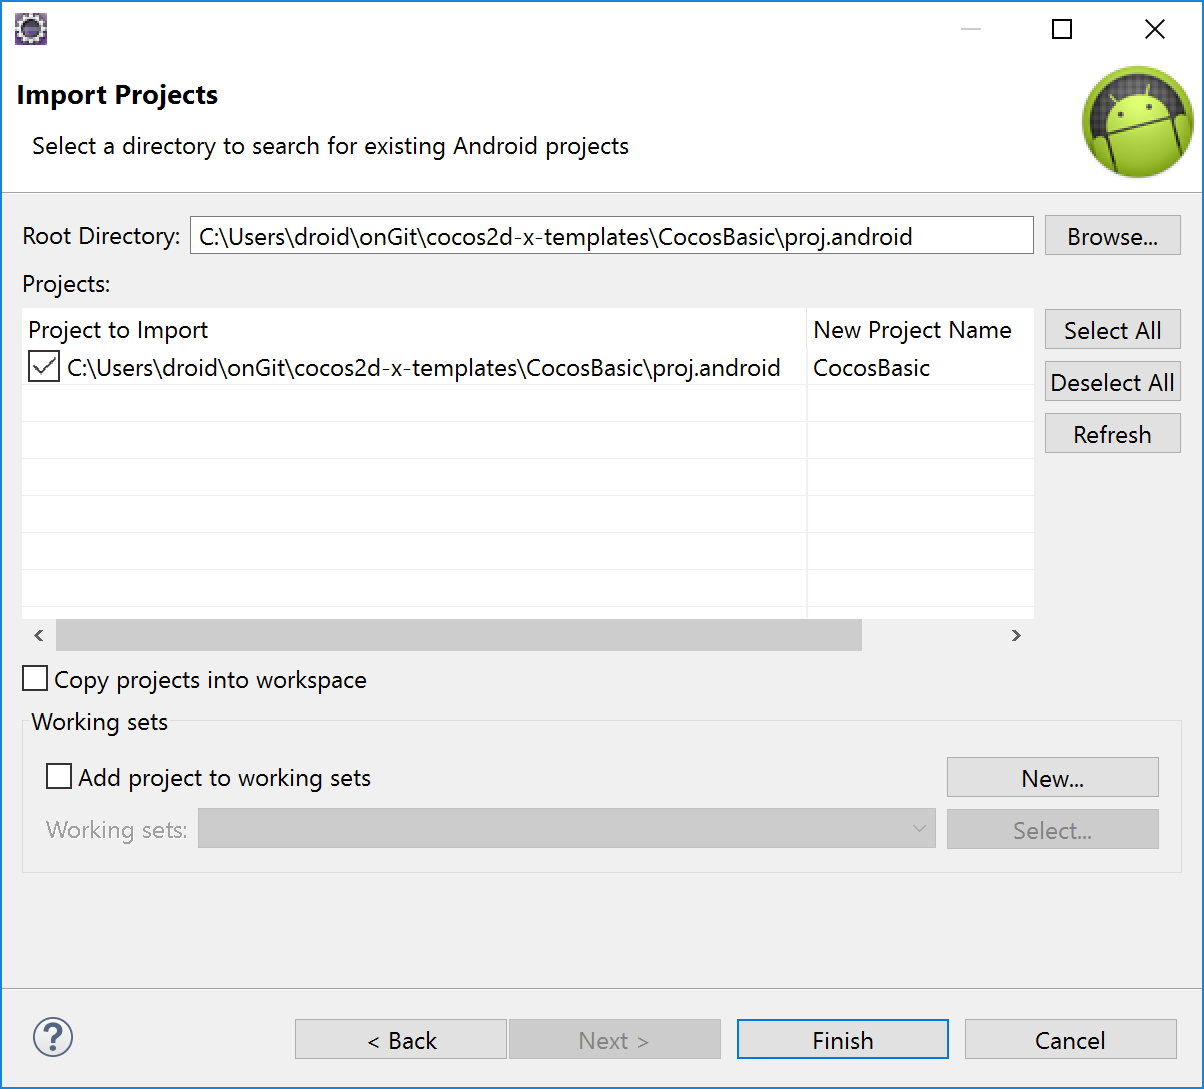 Import Projects
Select a directory to search for existing Android projects
Root Directory: C:\Users\droid\onGit\cocos2d-x-templates\CocosBasic\proj.android Browse...
Projects:
Project to Import New Project Name Select All
C:\Users\droid\onGit\cocos2d-x-templates\CocosBasic\proj.android CocosBasic
Deselect All
Refresh
Copy projects into workspace
Working sets
Add project to working sets New...
Working sets: Select...
? < Back Next > Finish Cancel